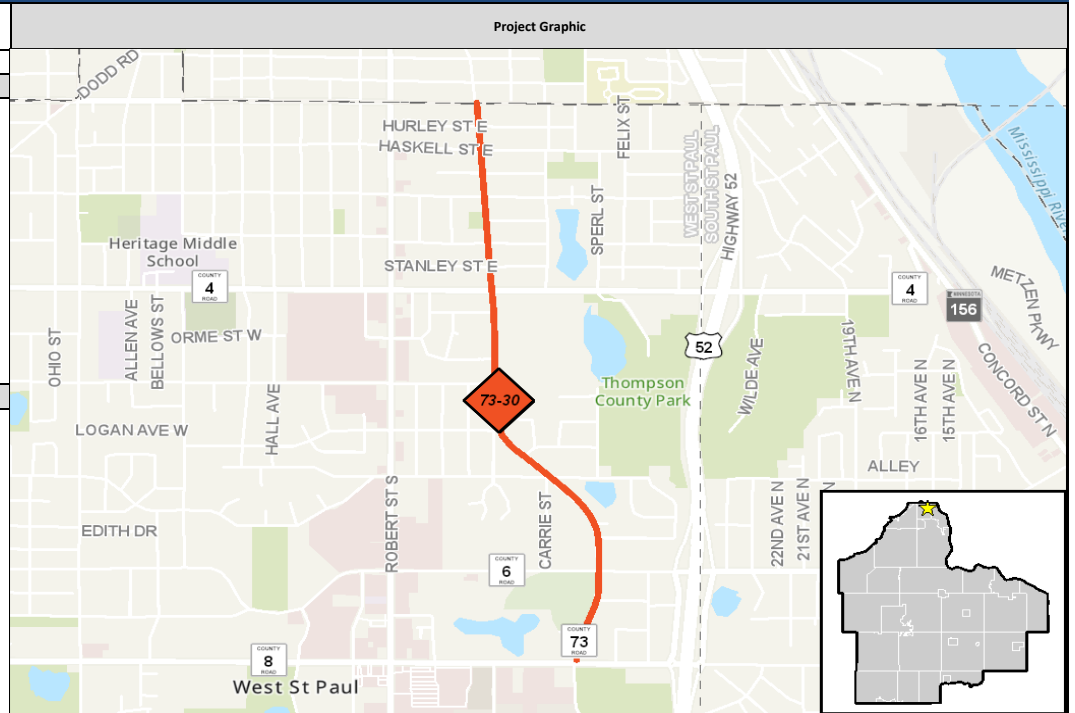 Project Graphic
DODD RD
HURLEY ST E
HASKELL ST E
FELIX ST
WEST ST PAUL
SOUTH ST PAUL
HIGHWAY 52
Mississippi River
SPERL ST
Heritage Middle
School
STANLEY ST E
COUNTY
4
ROAD
COUNTY
4
ROAD
MINNESOTA
156
METZEN PKWY
OHIO ST
ALLEN AVE
BELLOWS ST
ORME ST W
52
WILDE AVE
19TH AVE N
16TH AVE N
15TH AVE N
CONCORD ST N
Thompson
County Park
73-30
HALL AVE
LOGAN AVE W
ALLEY
ROBERT ST S
CARRIE ST
22ND AVE N
21ST AVE N
N
EDITH DR
COUNTY
6
ROAD
COUNTY
73
ROAD
COUNTY
8
ROAD
West St Paul